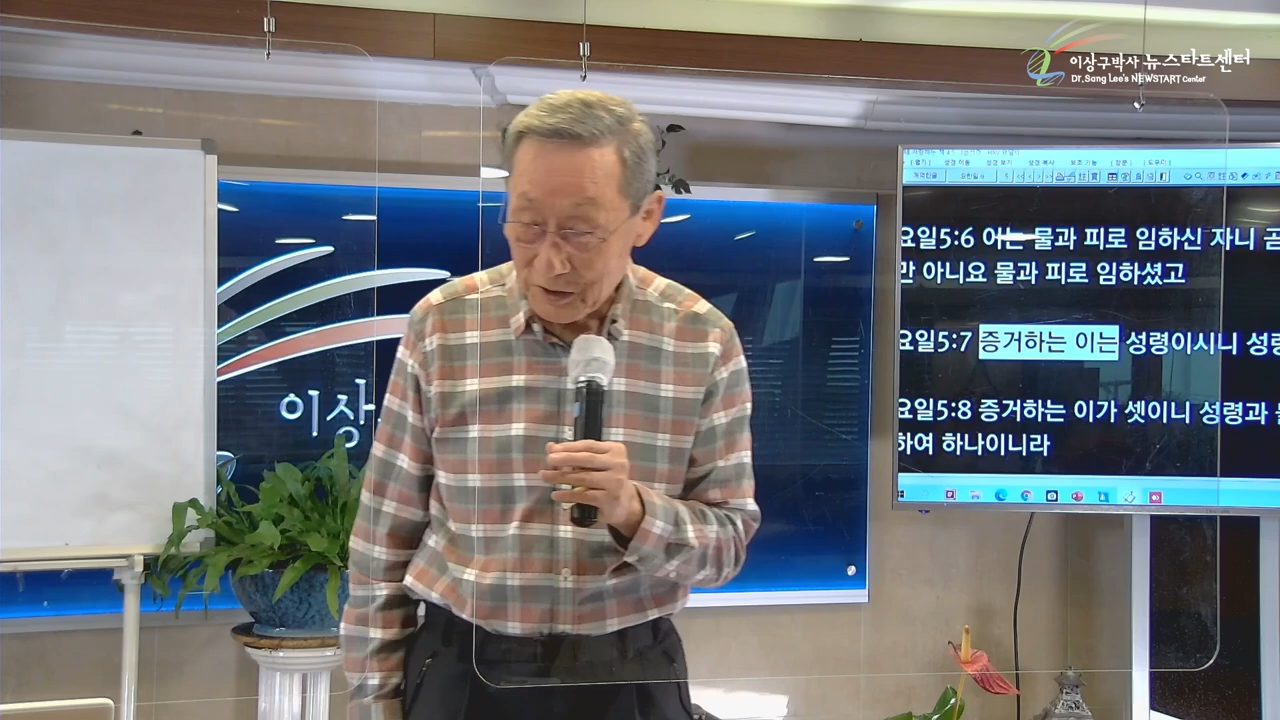 이상구박사 뉴스타트센터
Dr. Sang Lee's NEWSTART Center
요일5:6 이는 물과 피로 임하신 자니
만 아니요 물과 피로 임하셨고
요일5:7 증거하는 이는 성령이시니
요일5:8 증거하는 이가 셋이니 성령과
하여 하나이니라
이상